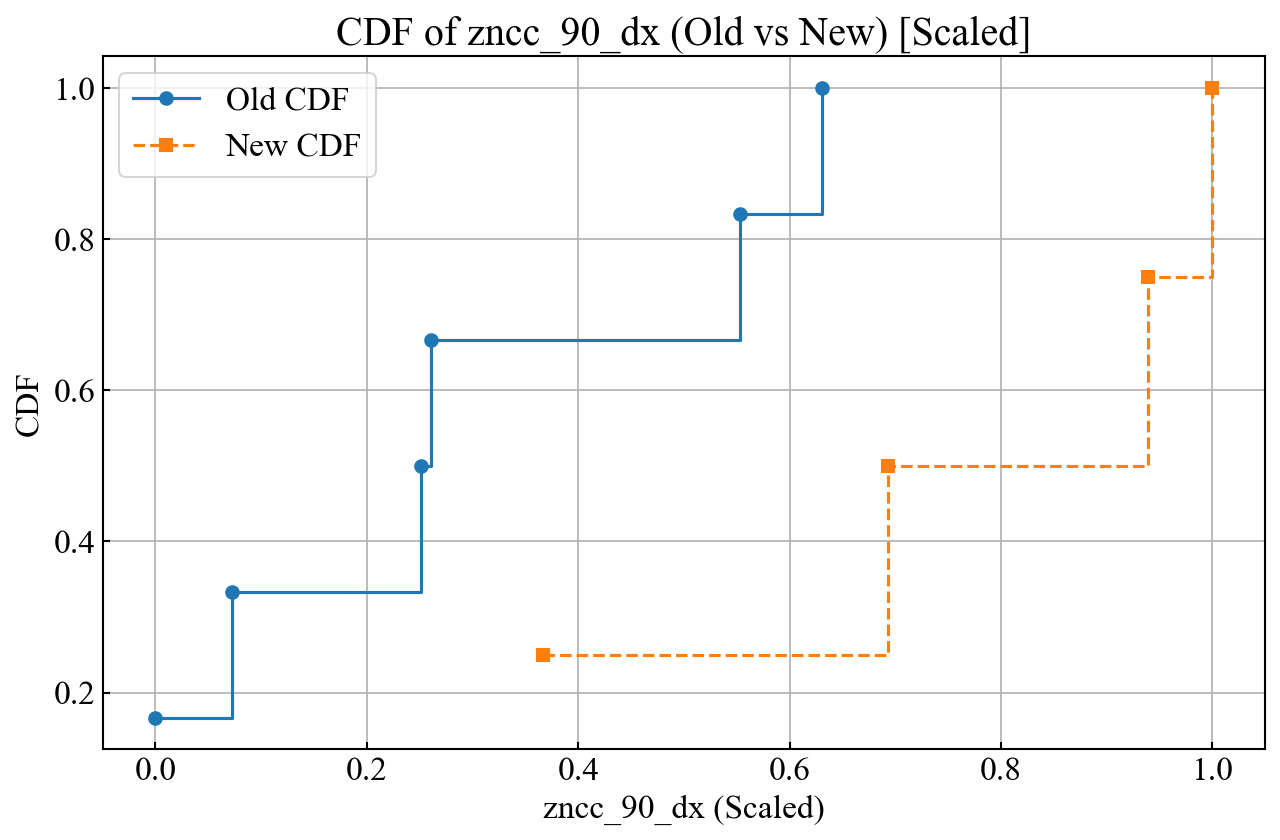 CDF of zncc_90_dx (Old vs New) [Scaled]
Old CDF
New CDF
CDF
1.0
0.8
0.6
0.4
0.2
0.0 0.2 0.4 0.6 0.8 1.0
zncc_90_dx (Scaled)